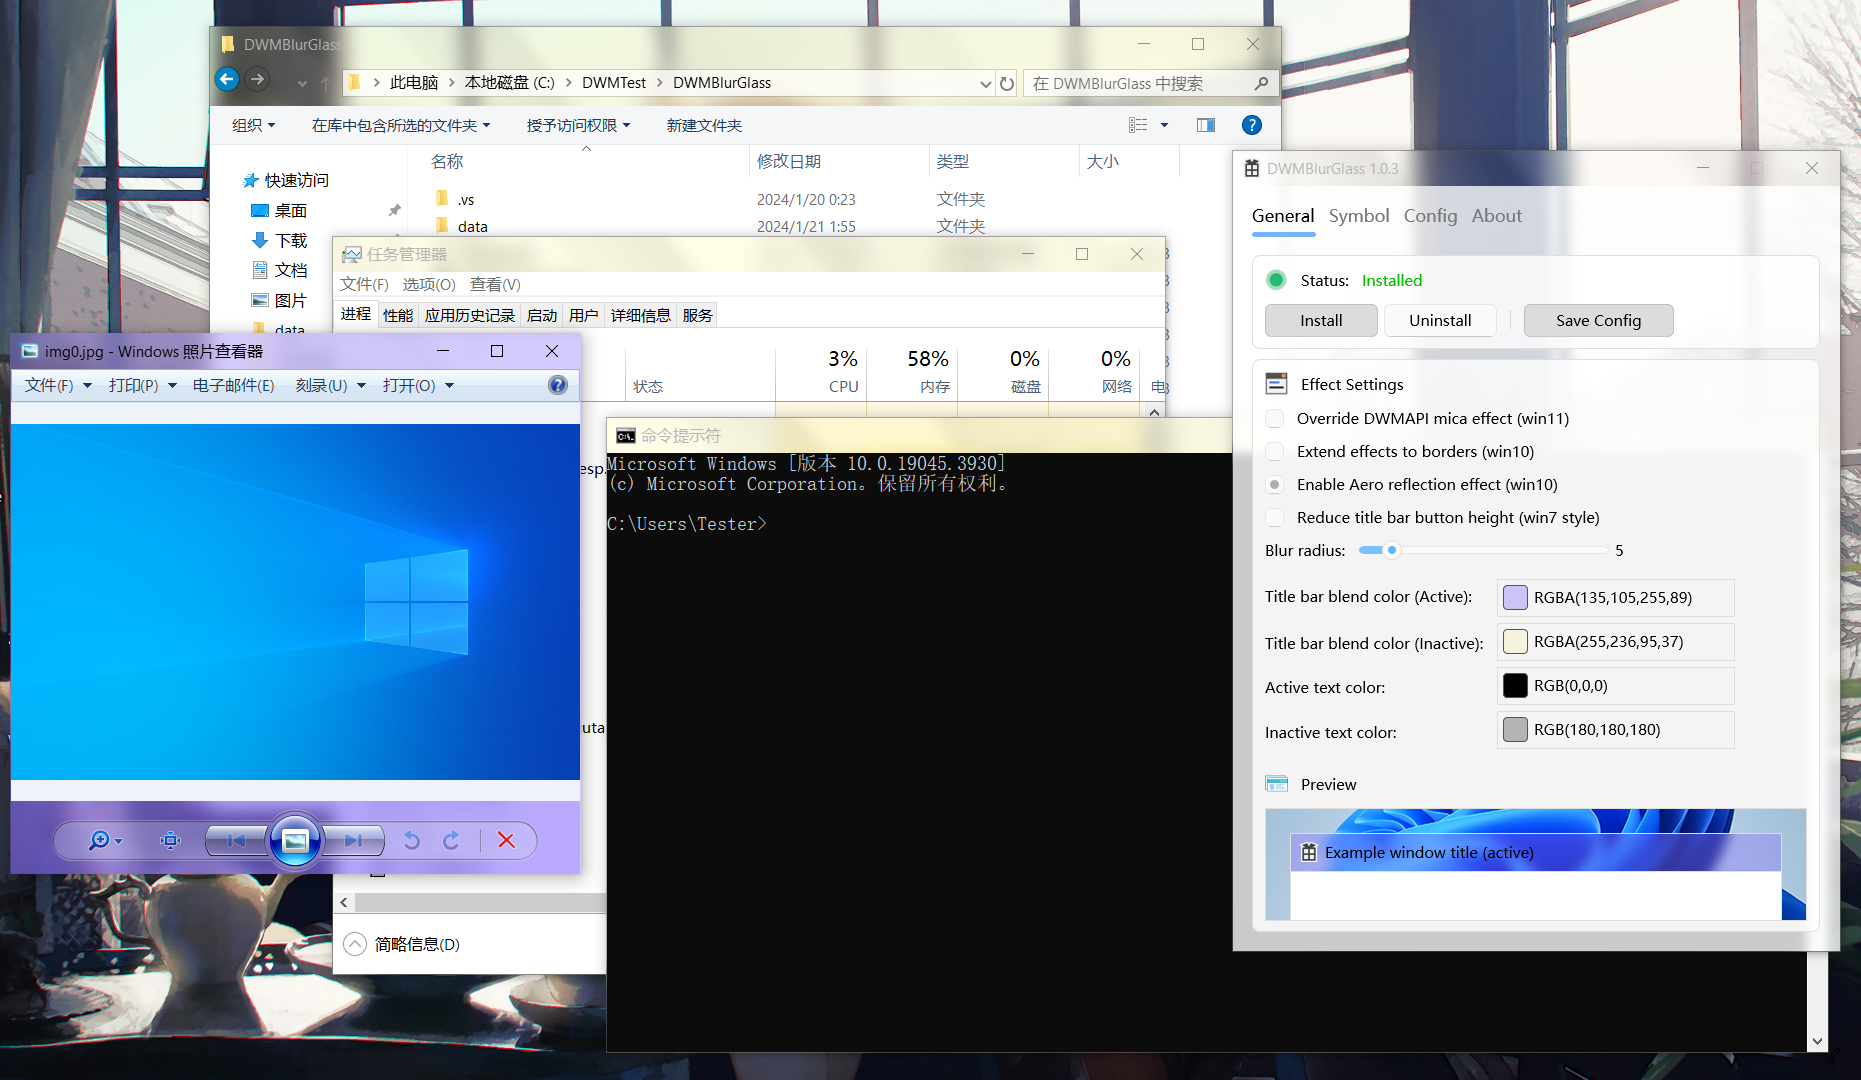 DWMBlurGlass
此电脑 本地磁盘 (C:) DWMTest DWMBlurGlass
在 DWMBlurGlass 中搜索
组织 在库中包含所选的文件夹 授予访问权限 新建文件夹
名称 修改日期 类型 大小
快速访问
桌面
下载
文档
图片
data
.vs 2024/1/20 0:23 文件夹
data 2024/1/21 1:55 文件夹
任务管理器
文件(F) 选项(O) 查看(V)
进程 性能 应用历史记录 启动 用户 详细信息 服务
3% 58% 0% 0%
状态 CPU 内存 磁盘 网络 电
简略信息(D)
img0.jpg - Windows 照片查看器
文件(F) 打印(P) 电子邮件(E) 刻录(U) 打开(O)
命令提示符
Microsoft Windows [版本 10.0.19045.3930]
(c) Microsoft Corporation。保留所有权利。
C:\Users\Tester>
DWMBlurGlass 1.0.3
General Symbol Config About
Status: Installed
Install Uninstall Save Config
Effect Settings
Override DWMAPI mica effect (win11)
Extend effects to borders (win10)
Enable Aero reflection effect (win10)
Reduce title bar button height (win7 style)
Blur radius: 5
Title bar blend color (Active): RGBA(135,105,255,89)
Title bar blend color (Inactive): RGBA(255,236,95,37)
Active text color: RGB(0,0,0)
Inactive text color: RGB(180,180,180)
Preview
Example window title (active)